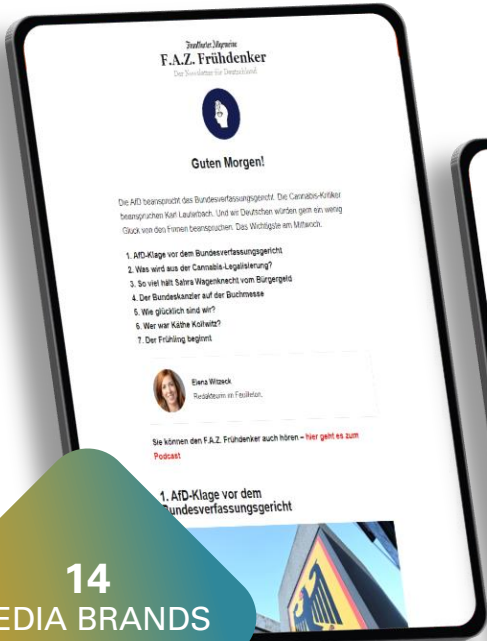 Frankfurter Allgemeine
F.A.Z. Frühdenker
Der Newsletter für Deutschland
Guten Morgen!
Die AfD beansprucht das Bundesverfassungsgericht. Die Cannabis-Kritiker
beanspruchen Karl Lauterbach. Und wir Deutschen würden gern ein wenig
Glück von den Finnen beanspruchen. Das Wichtigste am Mittwoch.
1. AfD-Klage vor dem Bundesverfassungsgericht
2. Was wird aus der Cannabis-Legalisierung?
3. So viel hält Sahra Wagenknecht vom Bürgergeld
4. Der Bundeskanzler auf der Buchmesse
5. Wie glücklich sind wir?
6. Wer war Käthe Kollwitz?
7. Der Frühling beginnt
Elena Witzeck
Redakteurin im Feuilleton.
Sie können den F.A.Z. Frühdenker auch hören – hier geht es zum
Podcast
1. AfD-Klage vor dem
Bundesverfassungsgericht
14
EDIA BRANDS